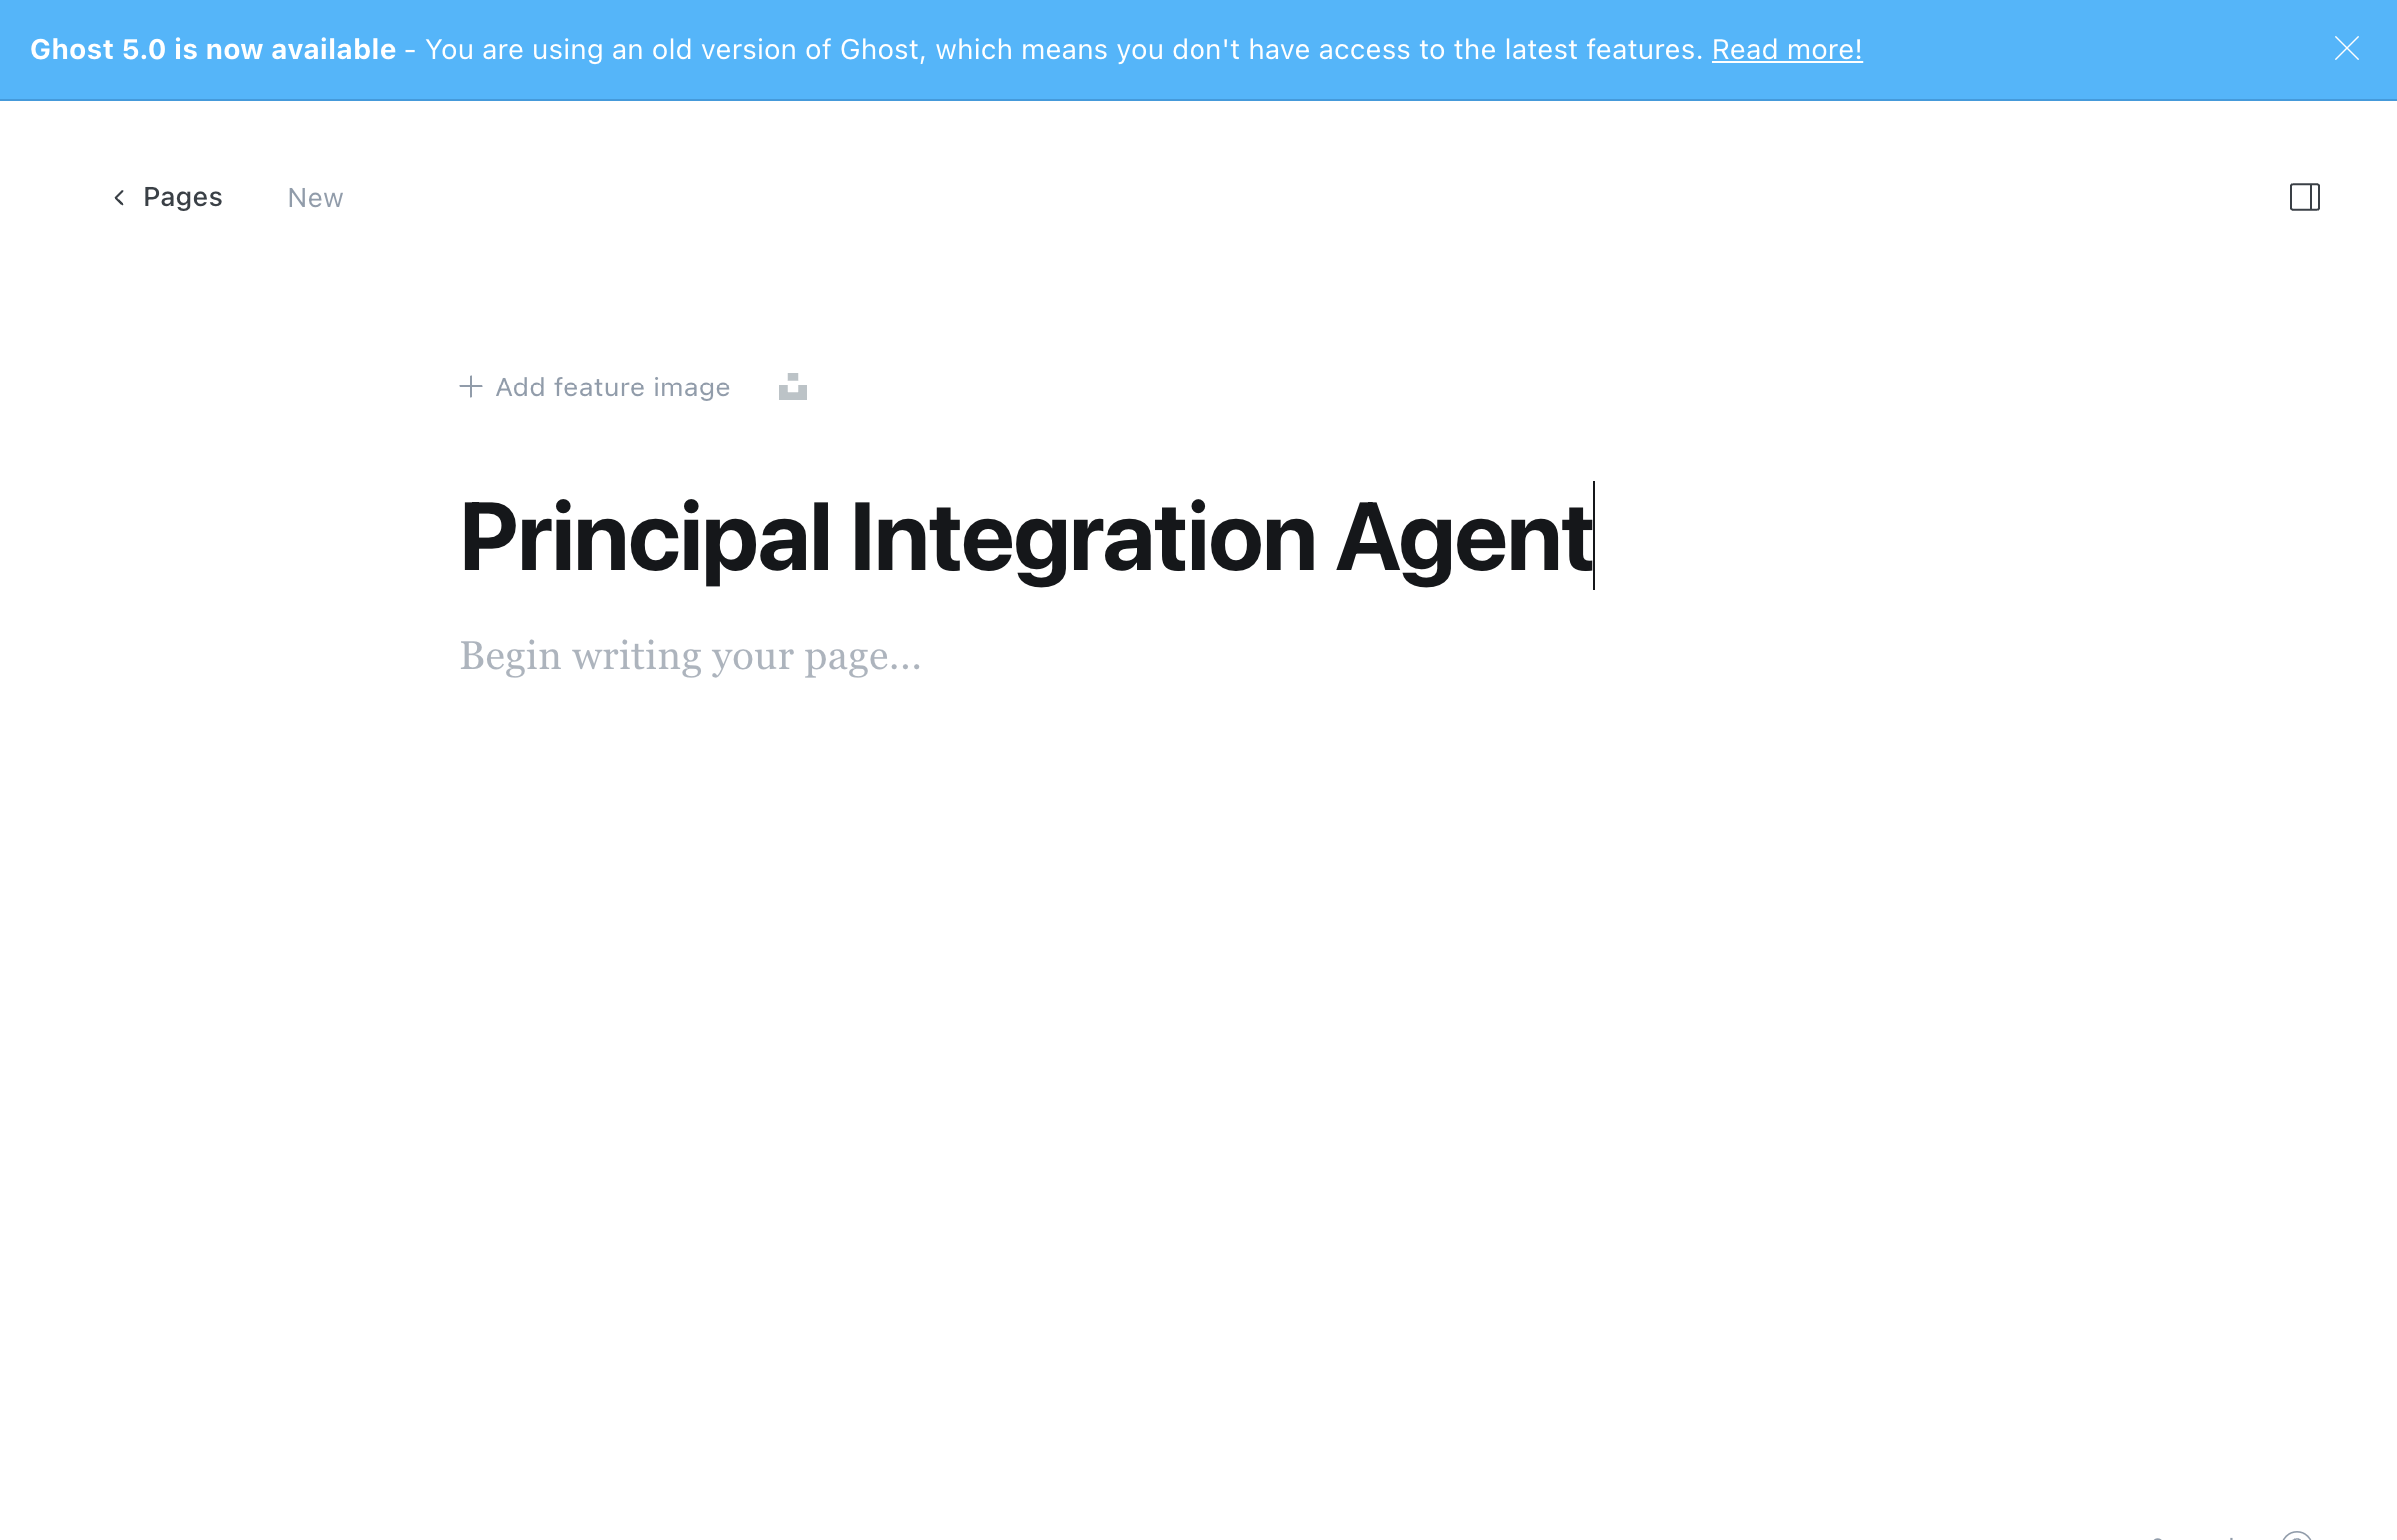 Ghost 5.0 is now available - You are using an old version of Ghost, which means you don't have access to the latest features. Read more!
Pages New
Add feature image
Principal Integration Agent
Begin writing your page...